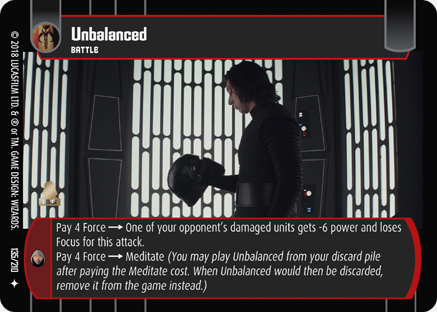 Unbalanced
BATTLE
Pay 4 Force → One of your opponent's damaged units gets -6 power and loses
Focus for this attack.
Pay 4 Force → Meditate (You may play Unbalanced from your discard pile
after paying the Meditate cost. When Unbalanced would then be discarded,
remove it from the game instead.)
© 2018 LUCASFILM LTD. & ® or TM. GAME DESIGN: WIZARDS.
135/210